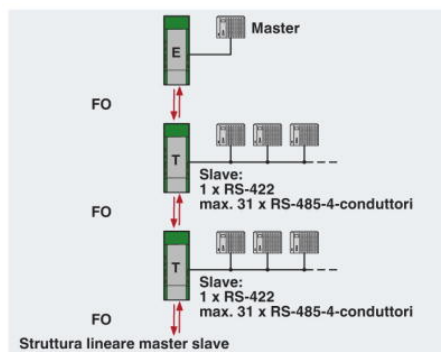 E
Master
FO
T
Slave:
1 x RS-422
max. 31 x RS-485-4-conduttori
FO
T
Slave:
1 x RS-422
max. 31 x RS-485-4-conduttori
FO
Struttura lineare master slave